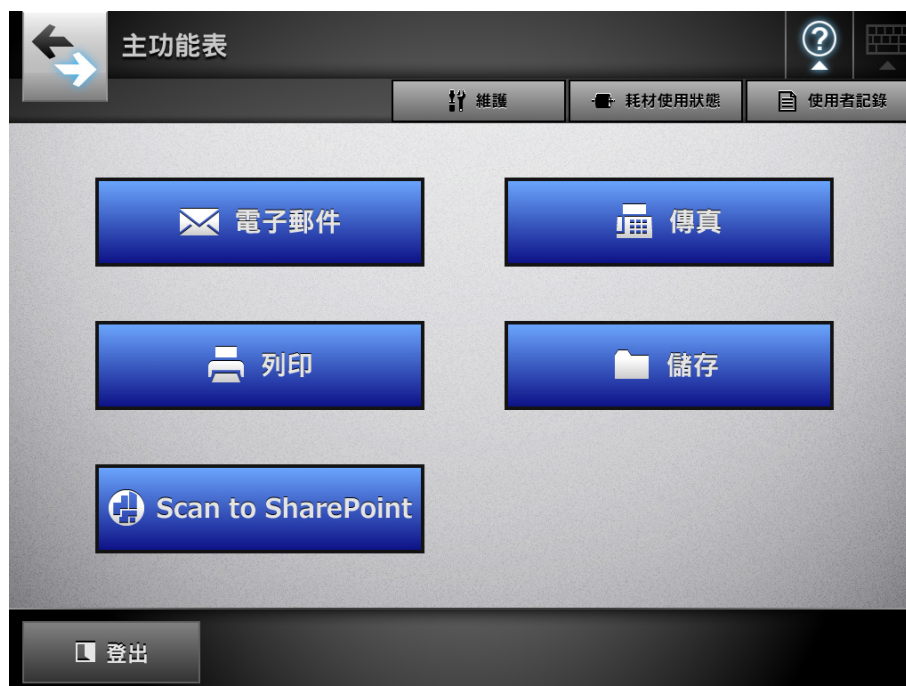 主功能表
?
維護
耗材使用狀態
使用者記錄
電子郵件
傳真
列印
儲存
Scan to SharePoint
登出